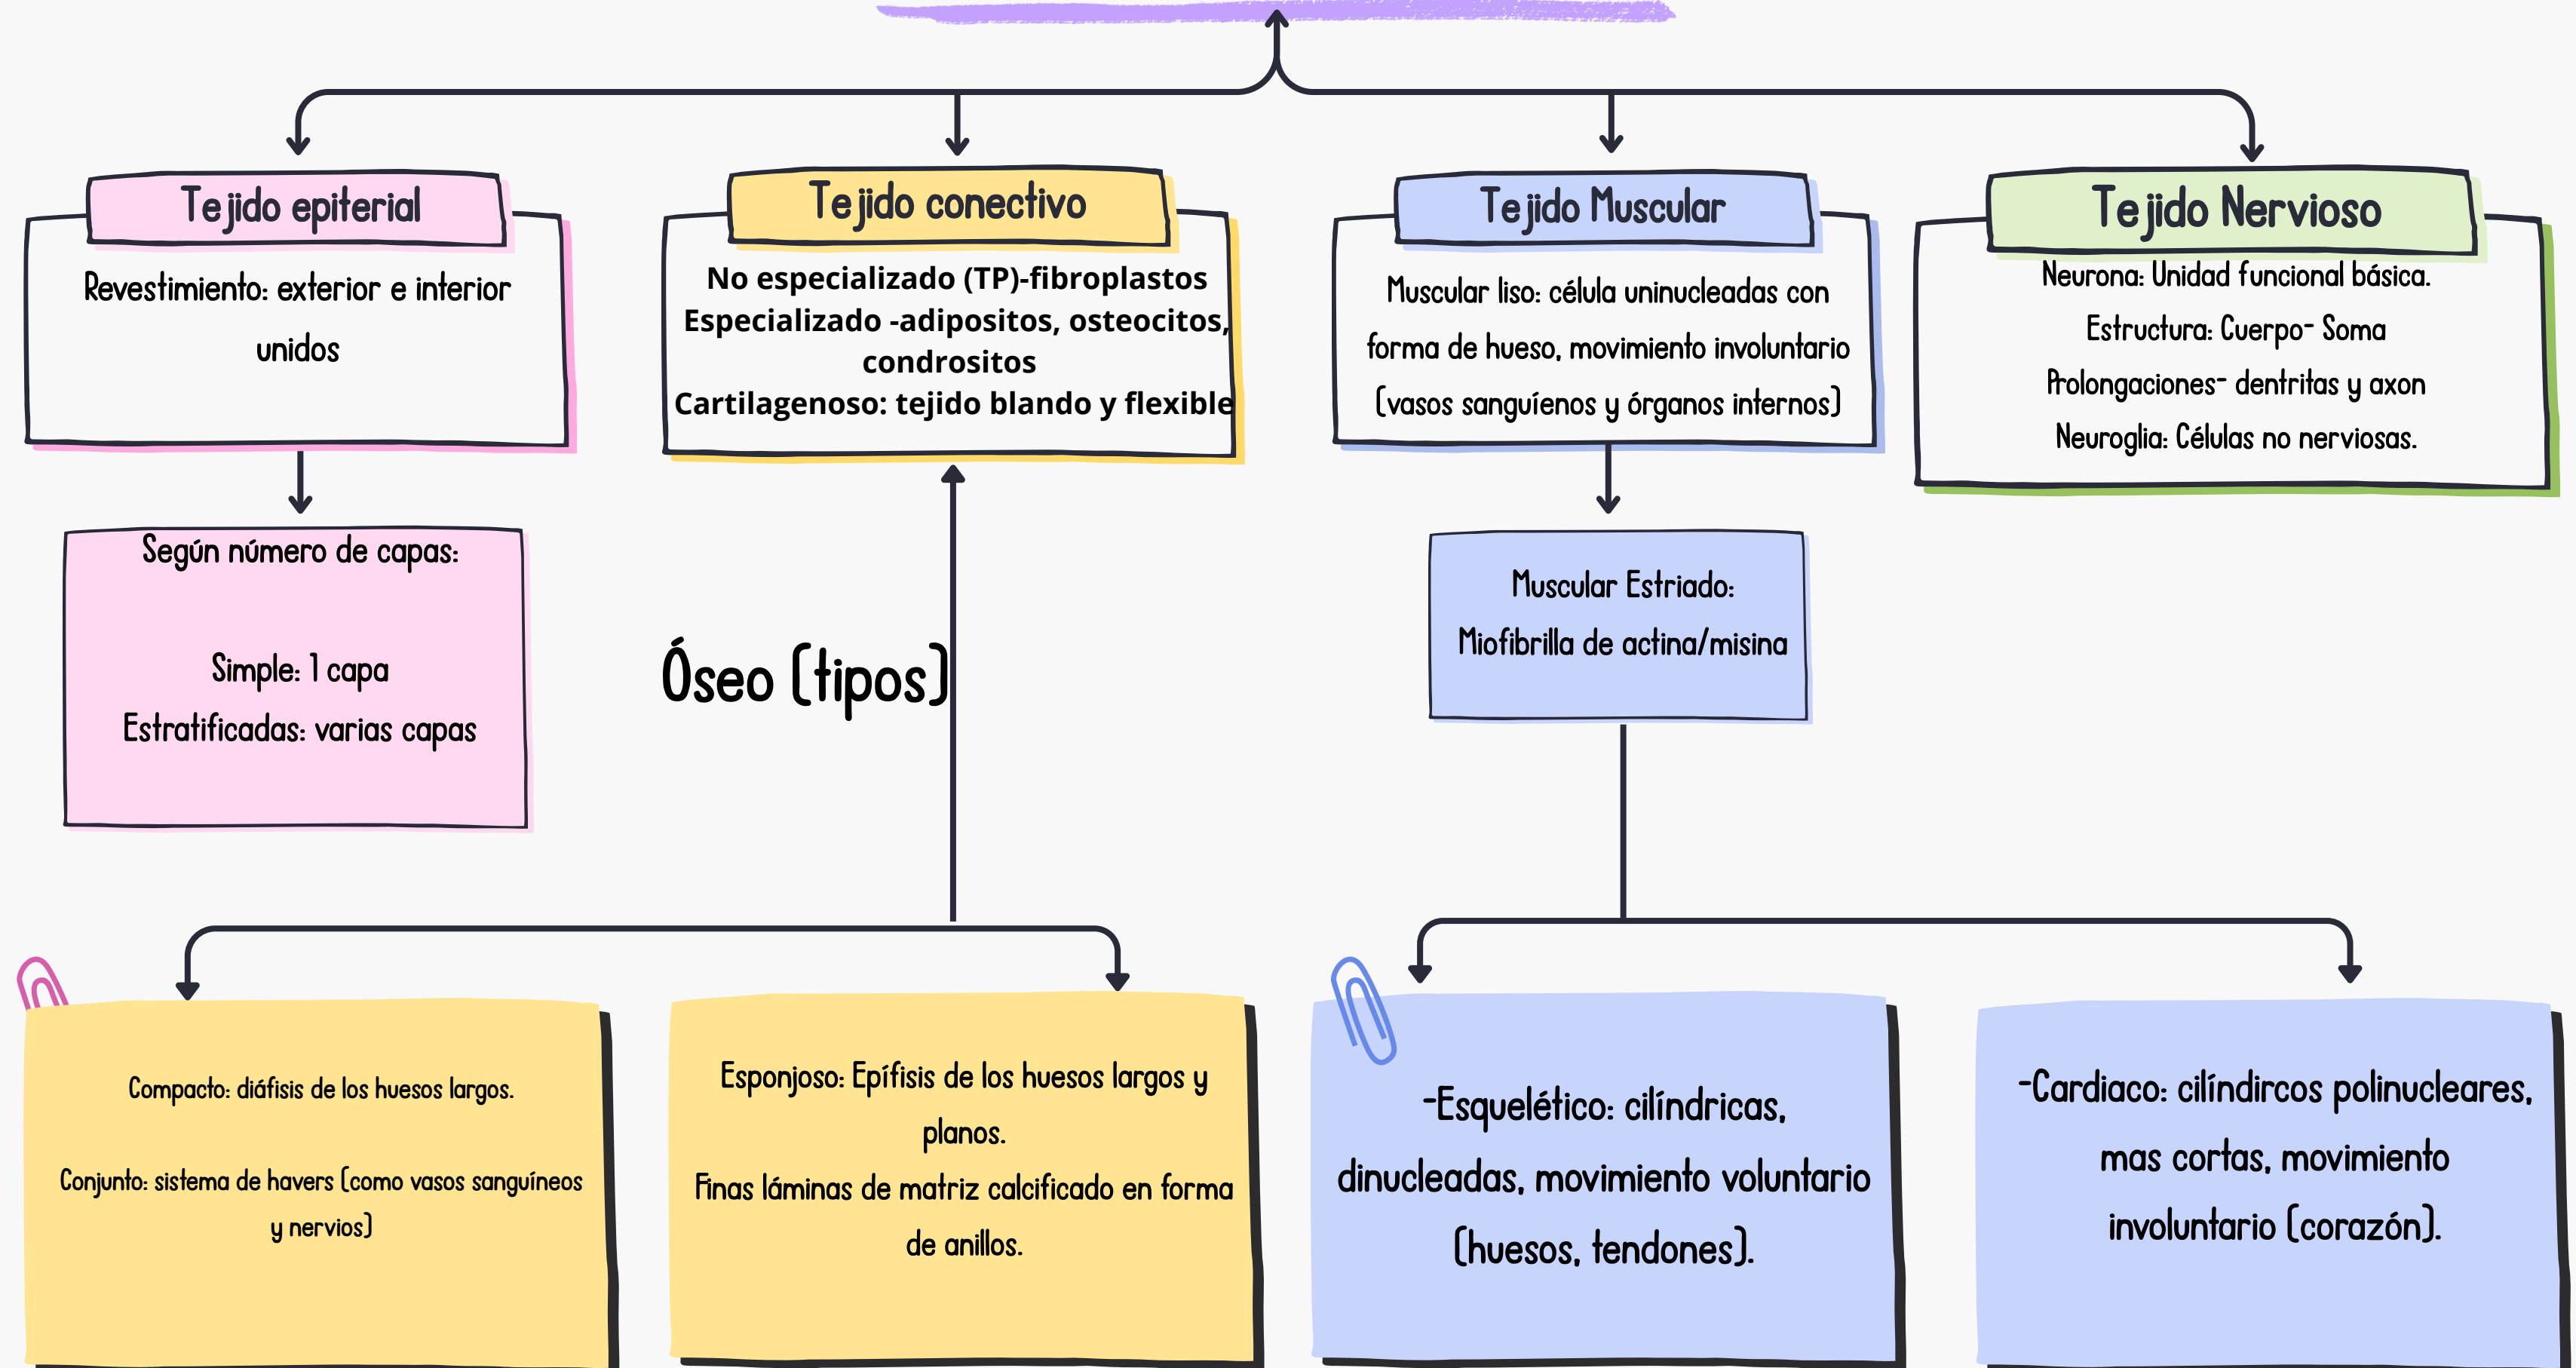 Tejido epiterial
Revestimiento: exterior e interior
unidos
Según número de capas:
Simple: 1 capa
Estratificadas: varias capas
Tejido conectivo
No especializado (TP)-fibroplastos
Especializado -adipositos, osteocitos,
condrositos
Cartilagenoso: tejido blando y flexible
Óseo (tipos)
Compacto: diáfisis de los huesos largos.
Conjunto: sistema de havers (como vasos sanguíneos
y nervios)
Esponjoso: Epífisis de los huesos largos y
planos.
Finas láminas de matriz calcificado en forma
de anillos.
Tejido Muscular
Muscular liso: célula uninucleadas con
forma de hueso, movimiento involuntario
(vasos sanguíenos y órganos internos)
Muscular Estriado:
Miofibrilla de actina/misina
-Esquelético: cilíndricas,
dinucleadas, movimiento voluntario
(huesos, tendones).
-Cardiaco: cilíndircos polinucleares,
mas cortas, movimiento
involuntario (corazón).
Tejido Nervioso
Neurona: Unidad funcional básica.
Estructura: Cuerpo- Soma
Prolongaciones- dentritas y axon
Neuroglia: Células no nerviosas.